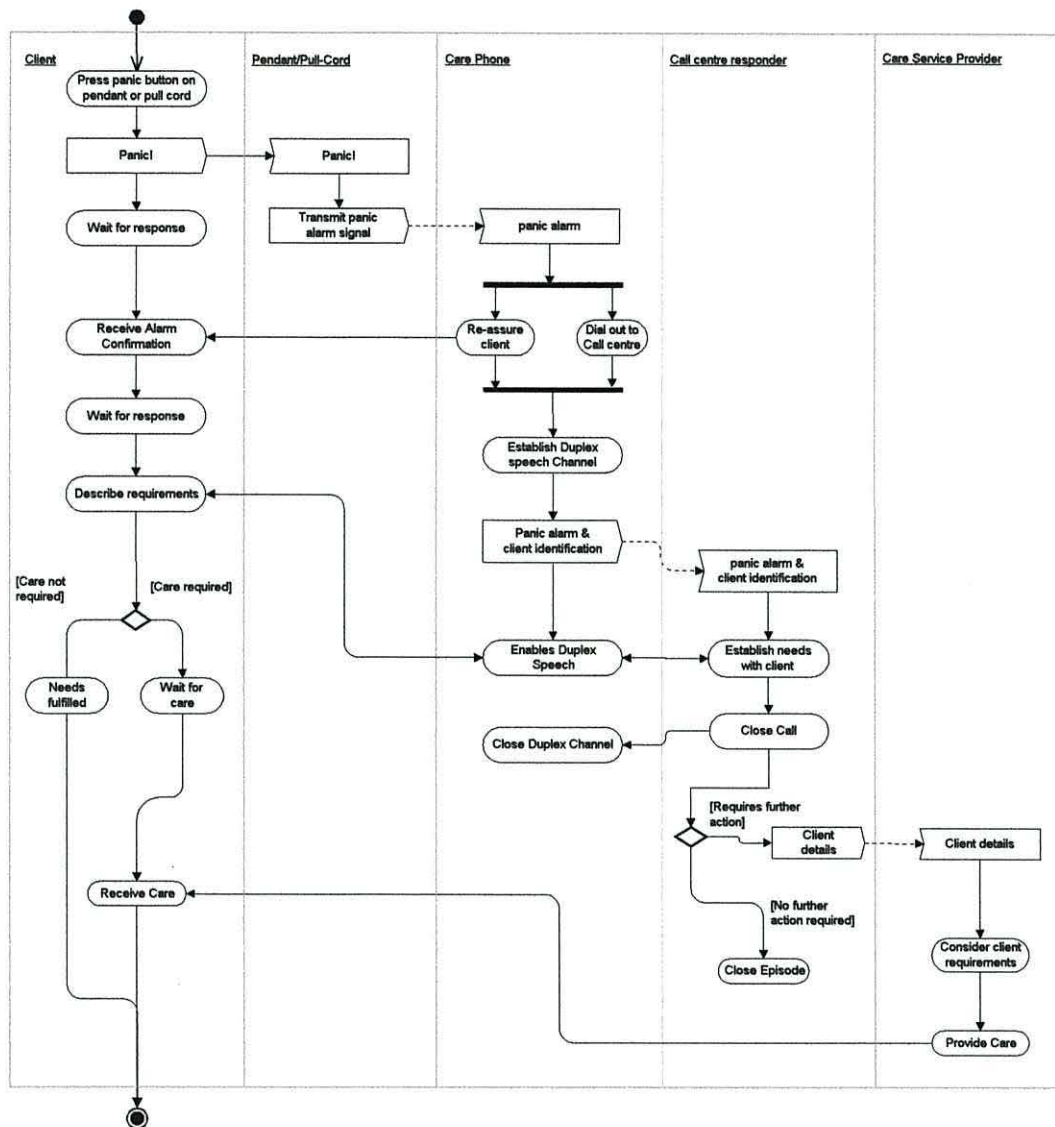 Client
Pendant/Pull-Cord
Care Phone
Call centre responder
Care Service Provider
Press panic button on
pendant or pull cord
Panic!
Panic!
Wait for response
Transmit panic
alarm signal
panic alarm
Receive Alarm
Confirmation
Re-assure
client
Dial out to
Call centre
Wait for response
Establish Duplex
speech Channel
Describe requirements
Panic alarm &
client identification
panic alarm &
client identification
[Care not
required]
[Care required]
Enables Duplex
Speech
Establish needs
with client
Needs
fulfilled
Wait for
care
Close Duplex Channel
Close Call
[Requires further
action]
Client
details
Client details
Receive Care
[No further
action required]
Close Episode
Consider client
requirements
Provide Care